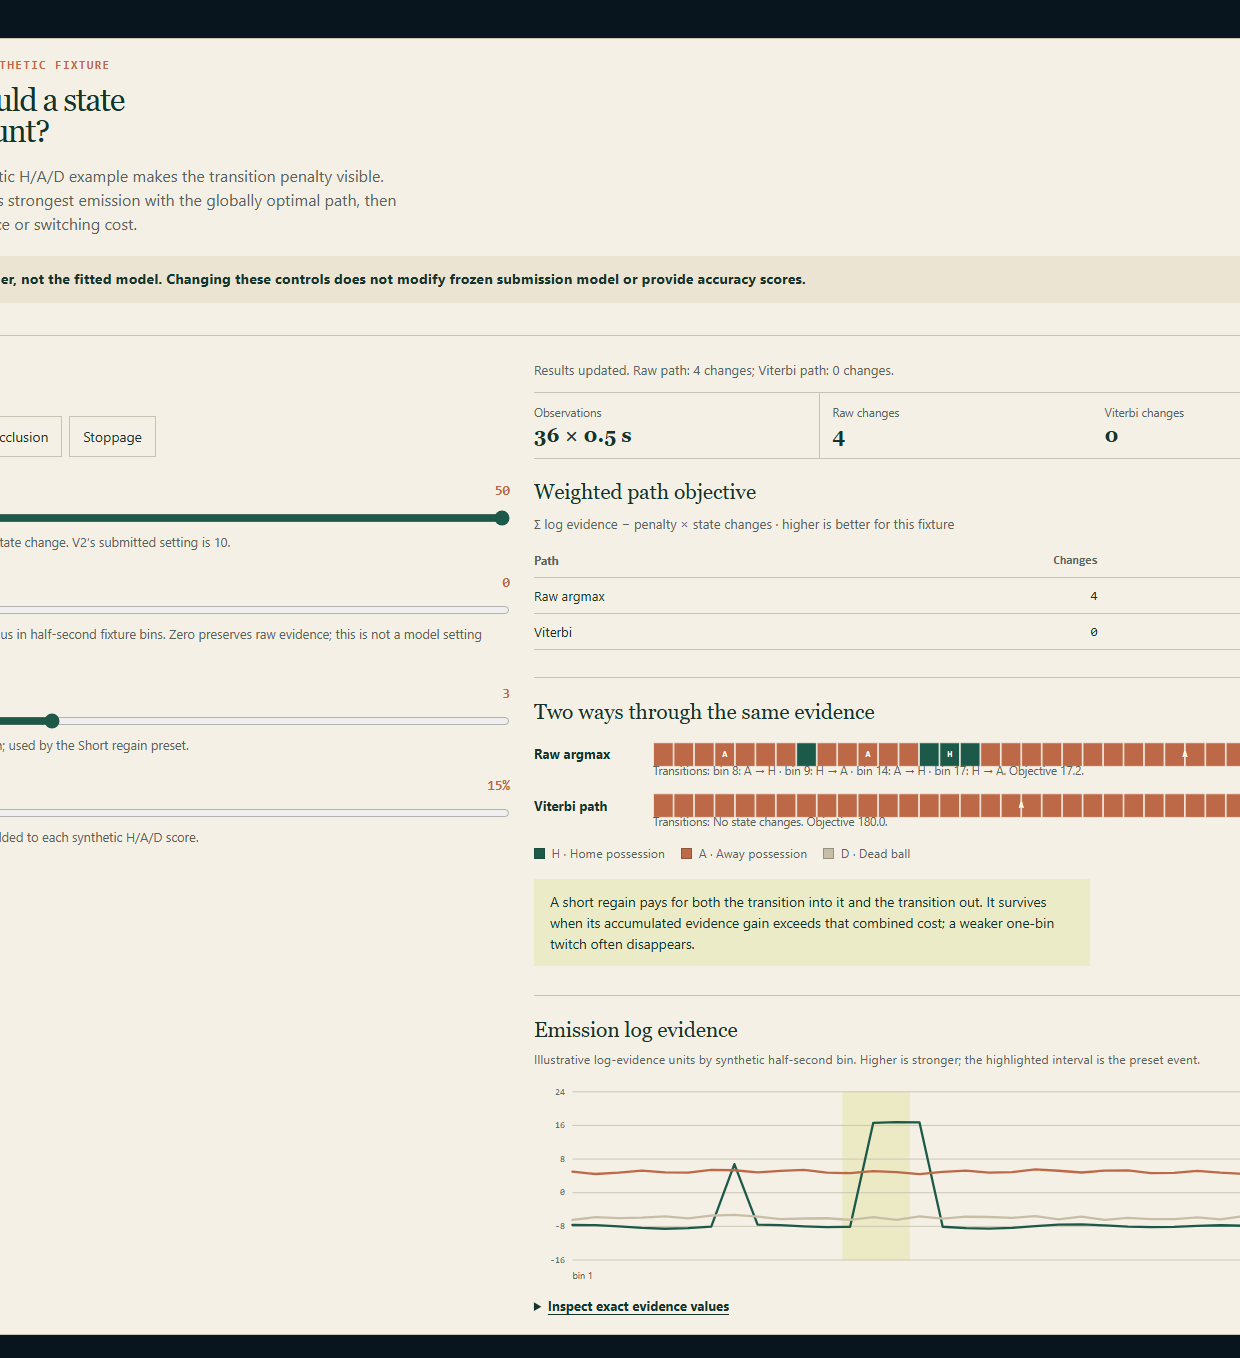 THETIC FIXTURE
uld a state
unt?
tic H/A/D example makes the transition penalty visible.
s strongest emission with the globally optimal path, then
ce or switching cost.
er, not the fitted model. Changing these controls does not modify frozen submission model or provide accuracy scores.
cclusion
Stoppage
50
tate change. V2's submitted setting is 10.
0
us in half-second fixture bins. Zero preserves raw evidence; this is not a model setting
3
; used by the Short regain preset.
15%
dded to each synthetic H/A/D score.
Results updated. Raw path: 4 changes; Viterbi path: 0 changes.
Observations
36 × 0.5 s
Raw changes
4
Viterbi changes
0
Weighted path objective
Σ log evidence − penalty × state changes · higher is better for this fixture
Path Changes
Raw argmax 4
Viterbi 0
Two ways through the same evidence
Raw argmax
A A H A
Transitions: bin 8: A → H · bin 9: H → A · bin 14: A → H · bin 17: H → A. Objective 17.2.
Viterbi path
A
Transitions: No state changes. Objective 180.0.
H · Home possession A · Away possession D · Dead ball
A short regain pays for both the transition into it and the transition out. It survives
when its accumulated evidence gain exceeds that combined cost; a weaker one-bin
twitch often disappears.
Emission log evidence
Illustrative log-evidence units by synthetic half-second bin. Higher is stronger; the highlighted interval is the preset event.
24
16
8
0
-8
-16
bin 1
Inspect exact evidence values